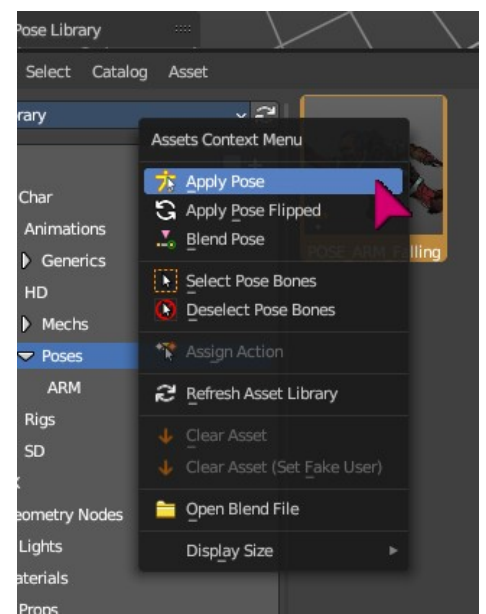 Pose Library
Select Catalog Asset
rary
Assets Context Menu
Apply Pose
Apply Pose Flipped
Blend Pose
Select Pose Bones
Deselect Pose Bones
Assign Action
Refresh Asset Library
Clear Asset
Clear Asset (Set Fake User)
Open Blend File
Display Size
POSE_ARM_Falling
Char
Animations
Generics
HD
Mechs
Poses
ARM
Rigs
SD
eometry Nodes
Lights
aterials
Props